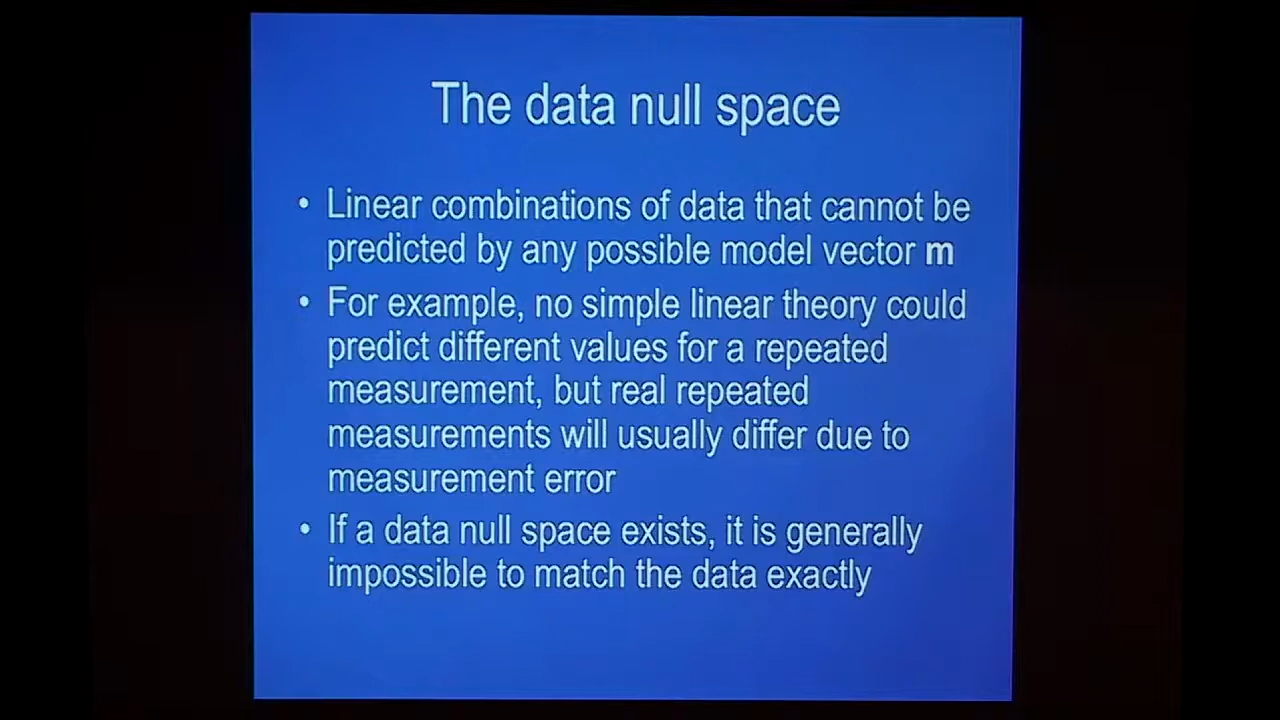 The data null space
• Linear combinations of data that cannot be
predicted by any possible model vector m
• For example, no simple linear theory could
predict different values for a repeated
measurement, but real repeated
measurements will usually differ due to
measurement error
• If a data null space exists, it is generally
impossible to match the data exactly